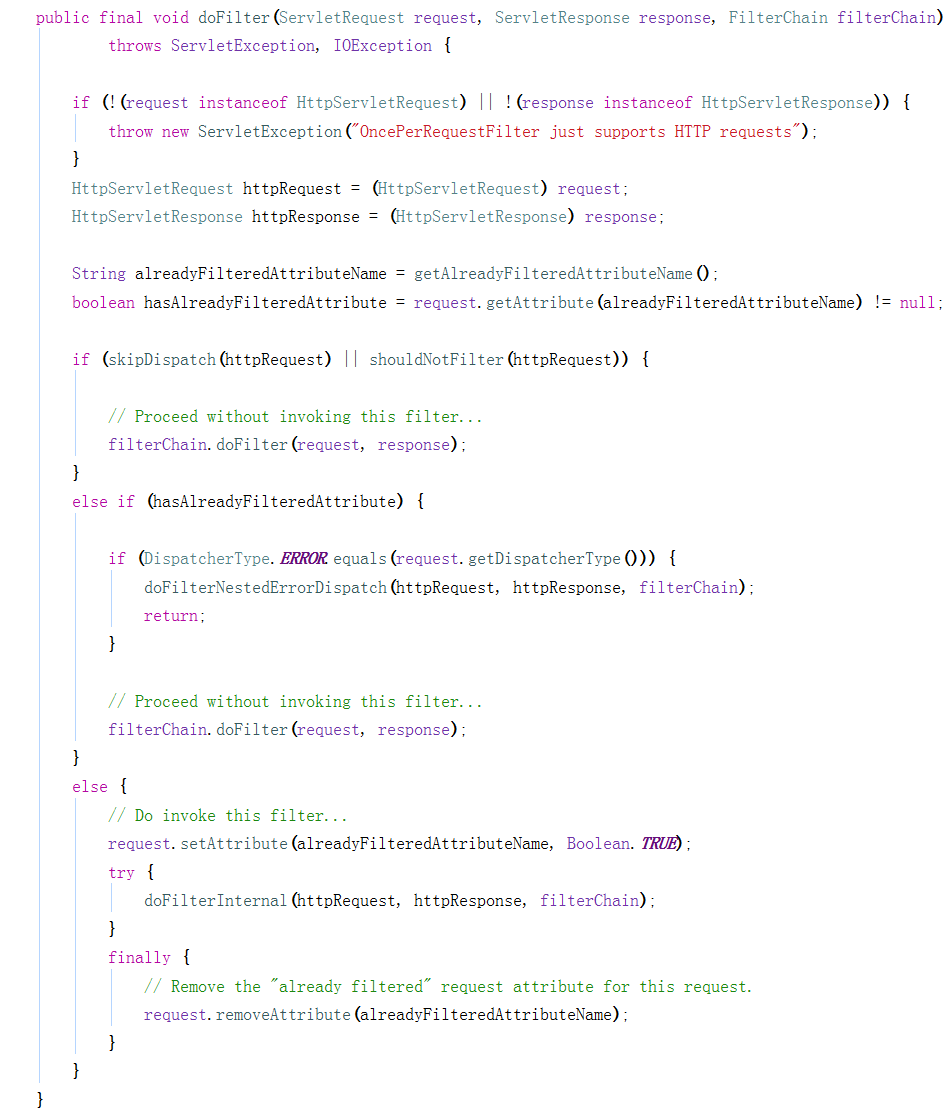 public final void doFilter(ServletRequest request, ServletResponse response, FilterChain filterChain)
        throws ServletException, IOException {

    if (!(request instanceof HttpServletRequest) || !(response instanceof HttpServletResponse)) {
        throw new ServletException("OncePerRequestFilter just supports HTTP requests");
    }
    HttpServletRequest httpRequest = (HttpServletRequest) request;
    HttpServletResponse httpResponse = (HttpServletResponse) response;

    String alreadyFilteredAttributeName = getAlreadyFilteredAttributeName();
    boolean hasAlreadyFilteredAttribute = request.getAttribute(alreadyFilteredAttributeName) != null;

    if (skipDispatch(httpRequest) || shouldNotFilter(httpRequest)) {

        // Proceed without invoking this filter...
        filterChain.doFilter(request, response);
    }
    else if (hasAlreadyFilteredAttribute) {

        if (DispatcherType.ERROR.equals(request.getDispatcherType())) {
            doFilterNestedErrorDispatch(httpRequest, httpResponse, filterChain);
            return;
        }

        // Proceed without invoking this filter...
        filterChain.doFilter(request, response);
    }
    else {
        // Do invoke this filter...
        request.setAttribute(alreadyFilteredAttributeName, Boolean.TRUE);
        try {
            doFilterInternal(httpRequest, httpResponse, filterChain);
        }
        finally {
            // Remove the "already filtered" request attribute for this request.
            request.removeAttribute(alreadyFilteredAttributeName);
        }
    }
}